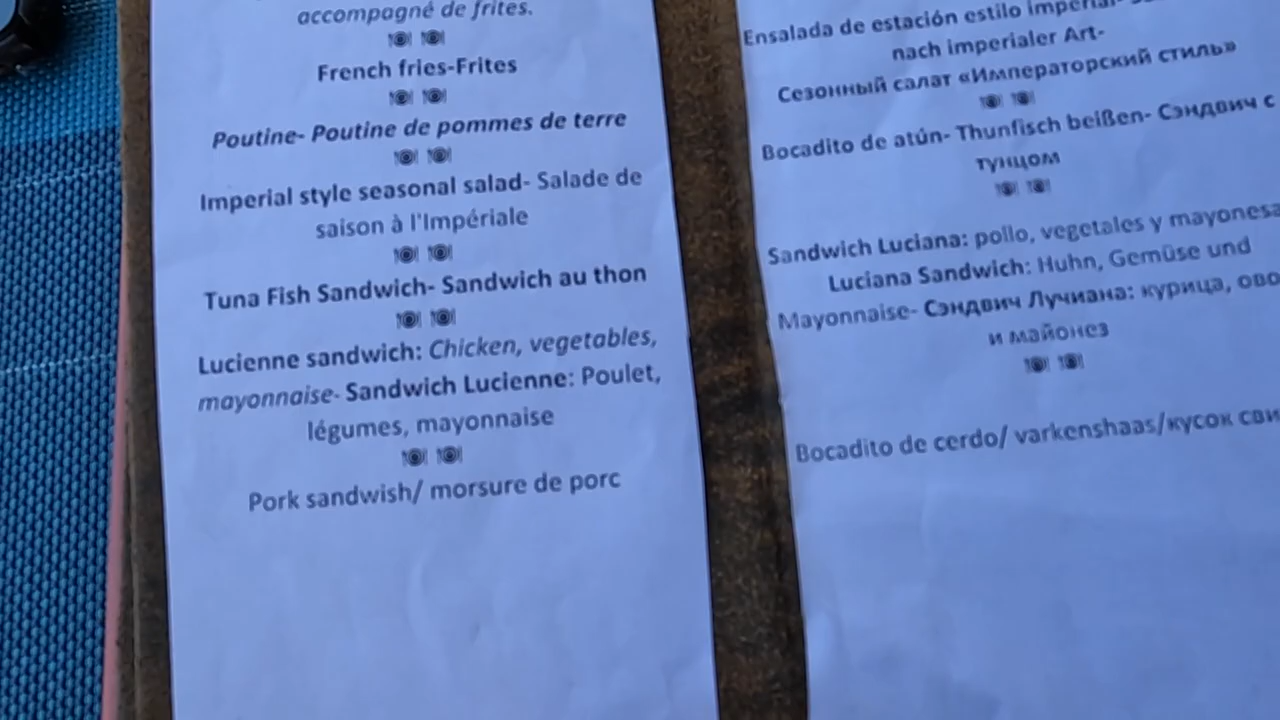 accompagné de frites.
French fries-Frites
Poutine- Poutine de pommes de terre
Imperial style seasonal salad- Salade de
saison à l'Impériale
Tuna Fish Sandwich- Sandwich au thon
Lucienne sandwich: Chicken, vegetables,
mayonnaise- Sandwich Lucienne: Poulet,
légumes, mayonnaise
Pork sandwish/ morsure de porc
Ensalada de estación estilo imperial-
nach imperialer Art-
Сезонный салат «Императорский стиль»
Bocadito de atún- Thunfisch beißen- Сэндвич с
тунцом
Sandwich Luciana: pollo, vegetales y mayonesa
Luciana Sandwich: Huhn, Gemüse und
Mayonnaise- Сэндвич Лучиана: курица, ово
и майонез
Bocadito de cerdo/ varkenshaas/кусок сви